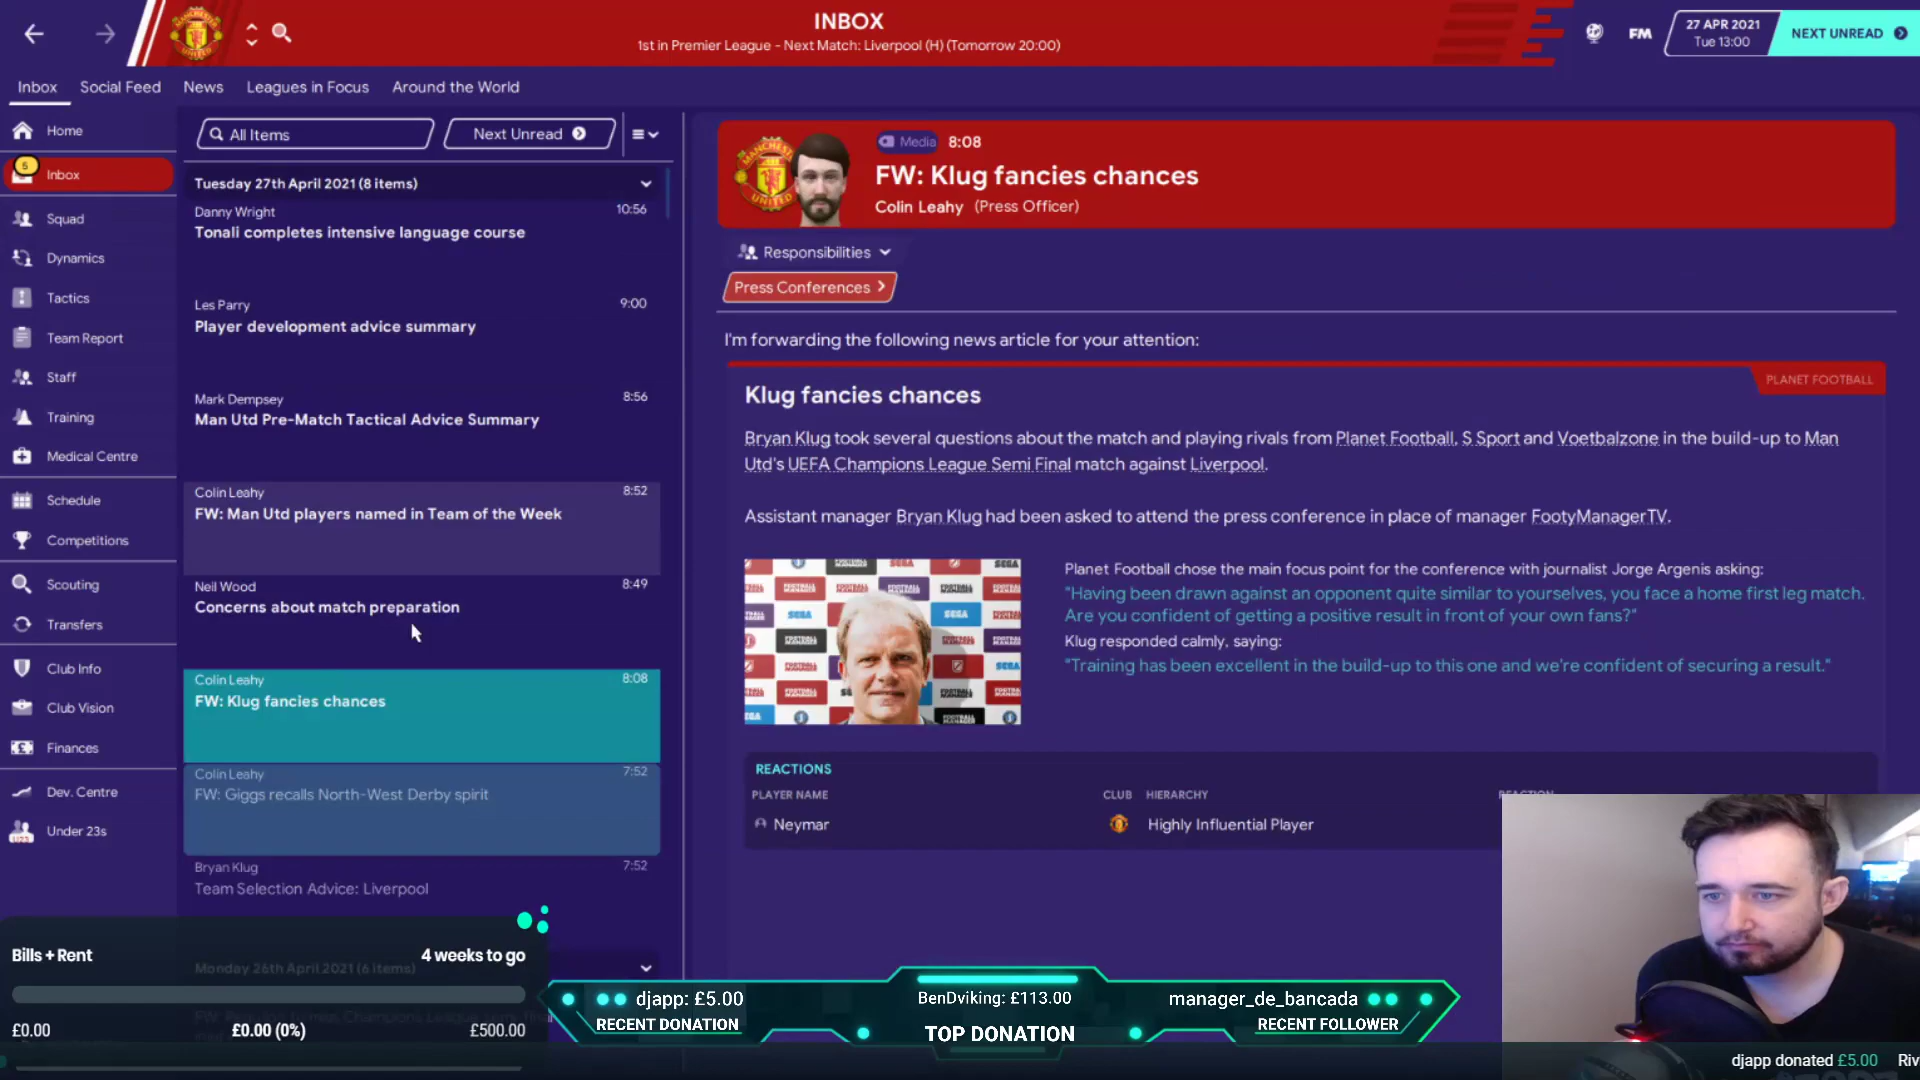 INBOX
1st in Premier League - Next Match: Liverpool (H) (Tomorrow 20:00)
FM
27 APR 2021
Tue 13:00
NEXT UNREAD
Inbox
Social Feed
News
Leagues in Focus
Around the World
Home
5
Inbox
Squad
Dynamics
Tactics
Team Report
Staff
Training
Medical Centre
Schedule
Competitions
Scouting
Transfers
Club Info
Club Vision
Finances
Dev. Centre
Under 23s
All Items
Next Unread
Tuesday 27th April 2021 (8 items)
Danny Wright 10:56
Tonali completes intensive language course
Les Parry 9:00
Player development advice summary
Mark Dempsey 8:56
Man Utd Pre-Match Tactical Advice Summary
Colin Leahy 8:52
FW: Man Utd players named in Team of the Week
Neil Wood 8:49
Concerns about match preparation
Colin Leahy 8:08
FW: Klug fancies chances
Colin Leahy 7:52
FW: Giggs recalls North-West Derby spirit
Bryan Klug 7:52
Team Selection Advice: Liverpool
Monday 26th April 2021 (6 items)
MANCHESTER
UNITED
Media 8:08
FW: Klug fancies chances
Colin Leahy (Press Officer)
Responsibilities
Press Conferences
I'm forwarding the following news article for your attention:
PLANET FOOTBALL
Klug fancies chances
Bryan Klug took several questions about the match and playing rivals from Planet Football, S Sport and Voetbalzone in the build-up to Man
Utd's UEFA Champions League Semi Final match against Liverpool.
Assistant manager Bryan Klug had been asked to attend the press conference in place of manager FootyManagerTV.
SEGA
FOOTBALL MANAGER
Planet Football chose the main focus point for the conference with journalist Jorge Argenis asking:
"Having been drawn against an opponent quite similar to yourselves, you face a home first leg match.
Are you confident of getting a positive result in front of your own fans?"
Klug responded calmly, saying:
"Training has been excellent in the build-up to this one and we're confident of securing a result."
REACTIONS
PLAYER NAME CLUB HIERARCHY REACTION
Neymar Highly Influential Player
Bills + Rent 4 weeks to go
£0.00 £0.00 (0%) £500.00
djapp: £5.00
RECENT DONATION
BenDviking: £113.00
TOP DONATION
manager_de_bancada
RECENT FOLLOWER
djapp donated £5.00 Riv